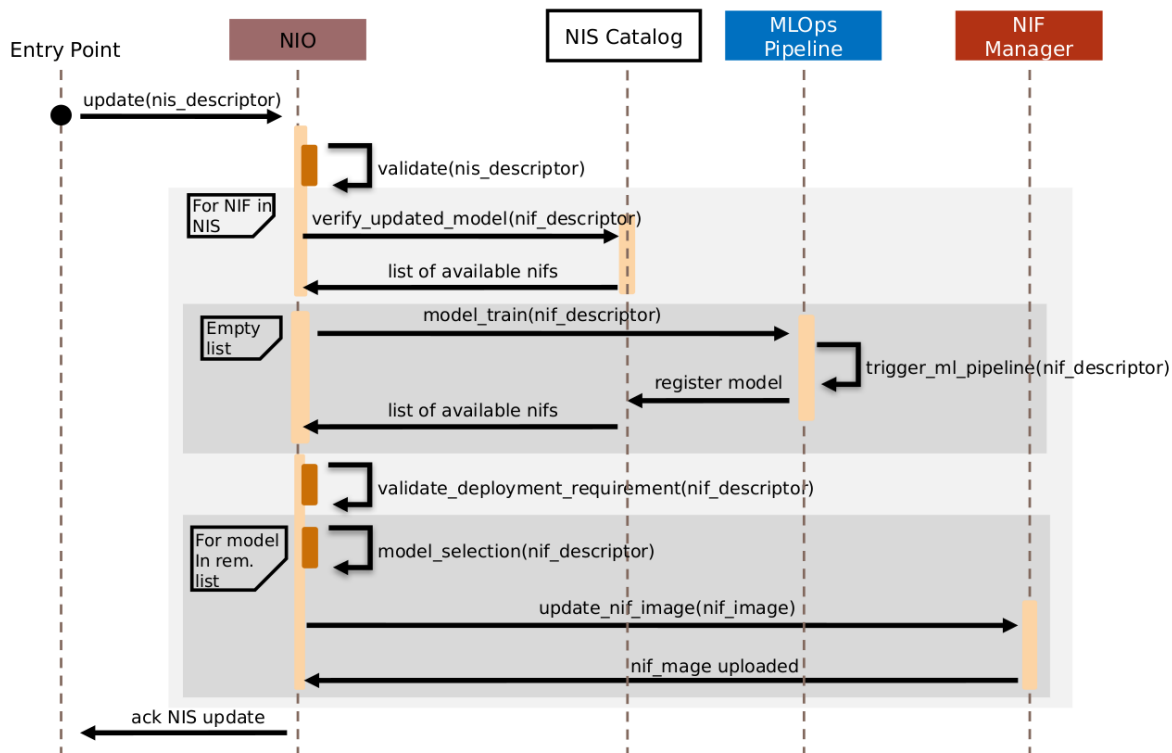 Entry Point
NIO
NIS Catalog
MLOps
Pipeline
NIF
Manager
update(nis_descriptor)
validate(nis_descriptor)
For NIF in
NIS
verify_updated_model(nif_descriptor)
list of available nifs
Empty
list
model_train(nif_descriptor)
trigger_ml_pipeline(nif_descriptor)
register model
list of available nifs
validate_deployment_requirement(nif_descriptor)
For model
In rem.
list
model_selection(nif_descriptor)
update_nif_image(nif_image)
nif_mage uploaded
ack NIS update